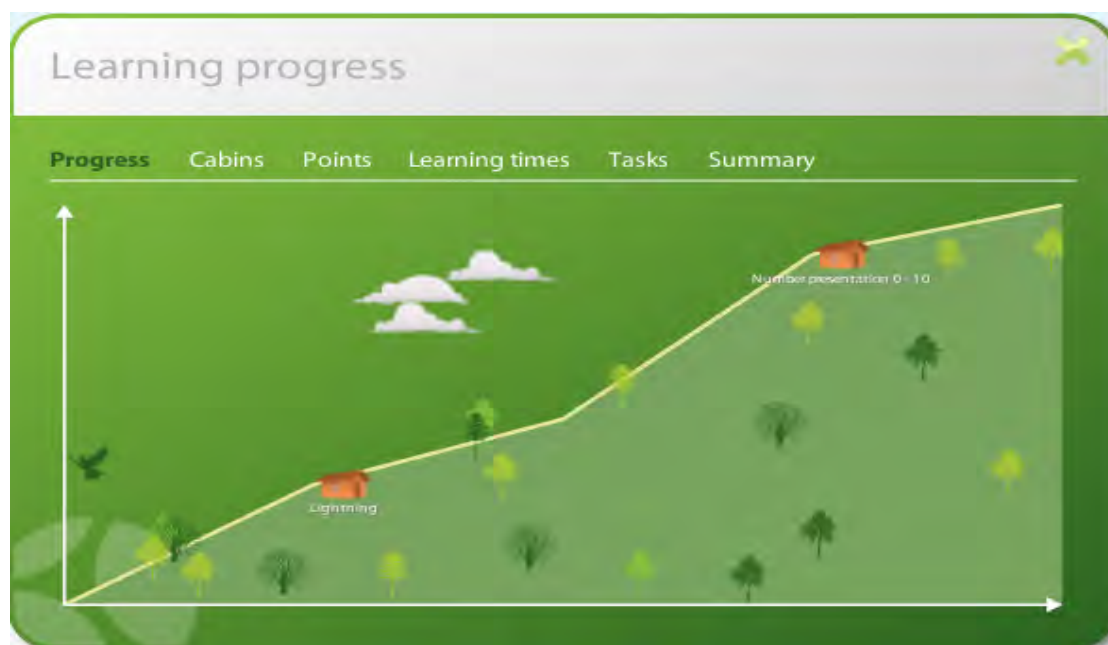 Learning progress
Progress Cabins Points Learning times Tasks Summary
Number presentation 0 - 10
Lightning